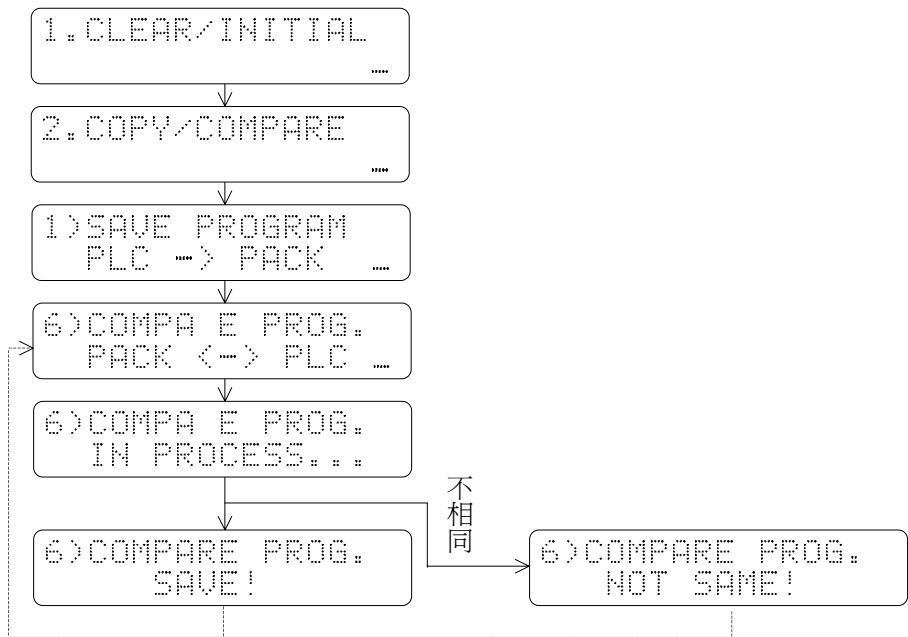 1.CLEAR/INITIAL
2.COPY/COMPARE
1)SAVE PROGRAM
PLC —> PACK
6)COMPA E PROG.
PACK <—> PLC
6)COMPA E PROG.
IN PROCESS...
不相同
6)COMPARE PROG.
SAVE!
6)COMPARE PROG.
NOT SAME!